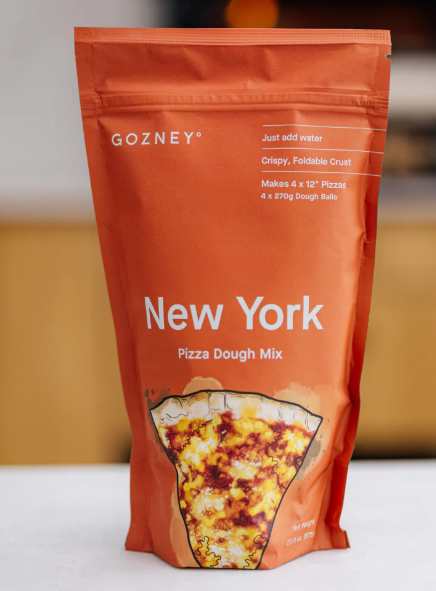 GOZNEY°
Just add water
Crispy, Foldable Crust
Makes 4 x 12" Pizzas
4 x 270g Dough Balls
New York
Pizza Dough Mix
Net Weight